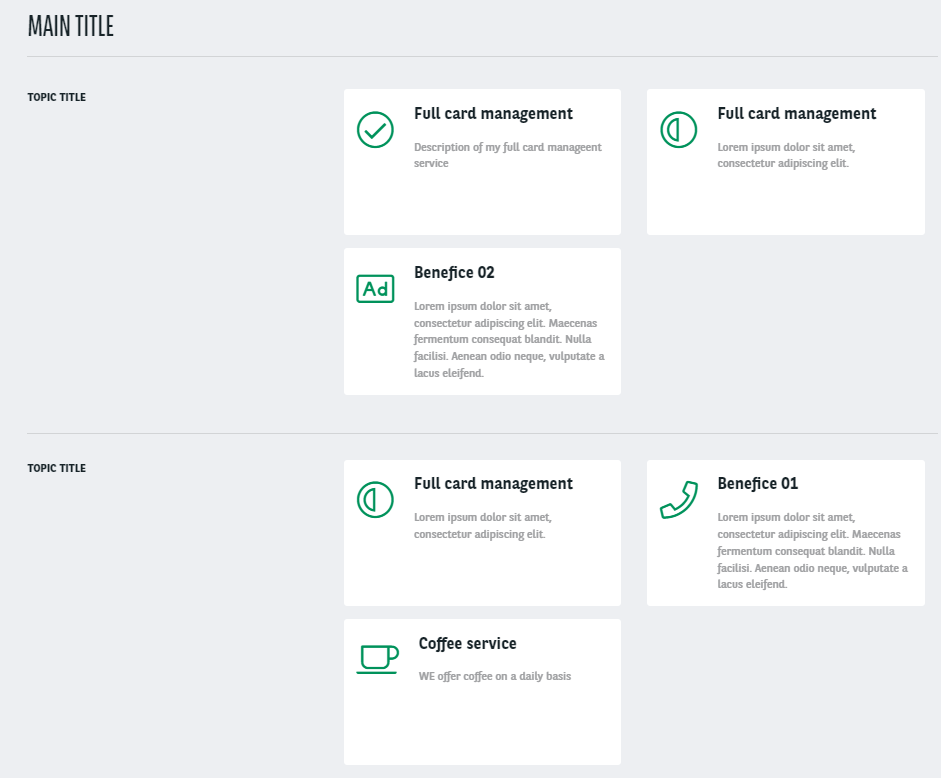 MAIN TITLE
TOPIC TITLE
Full card management
Description of my full card manageent
service
Full card management
Lorem ipsum dolor sit amet,
consectetur adipiscing elit.
Ad
Benefice 02
Lorem ipsum dolor sit amet,
consectetur adipiscing elit. Maecenas
fermentum consequat blandit. Nulla
facilisi. Aenean odio neque, vulputate a
lacus eleifend.
TOPIC TITLE
Full card management
Lorem ipsum dolor sit amet,
consectetur adipiscing elit.
Benefice 01
Lorem ipsum dolor sit amet,
consectetur adipiscing elit. Maecenas
fermentum consequat blandit. Nulla
facilisi. Aenean odio neque, vulputate a
lacus eleifend.
Coffee service
WE offer coffee on a daily basis